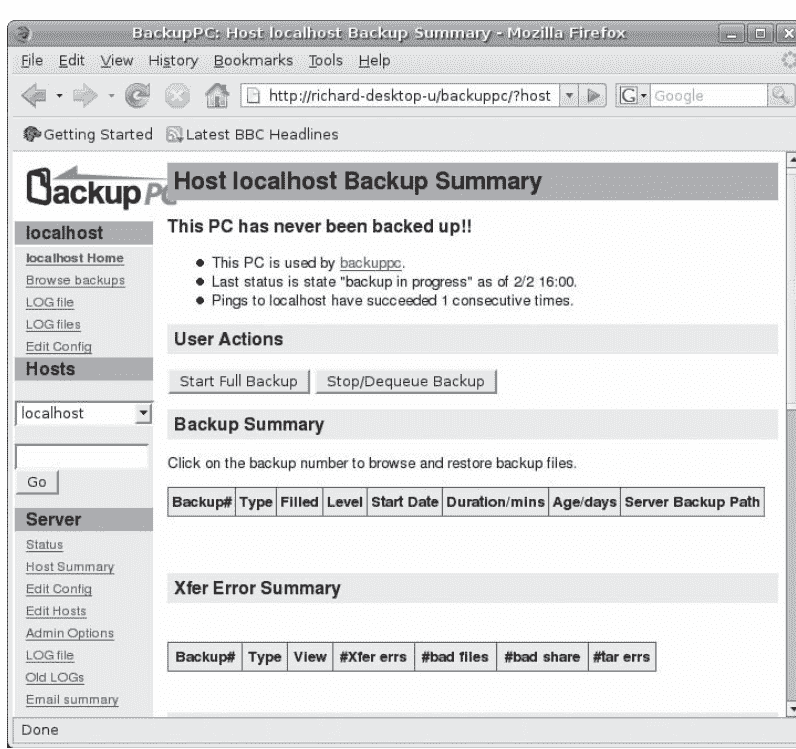 BackupPC: Host localhost Backup Summary - Mozilla Firefox
File Edit View History Bookmarks Tools Help
http://richard-desktop-u/backuppc/?host
G Google
Getting Started Latest BBC Headlines
BackupPC
Host localhost Backup Summary
This PC has never been backed up!!
• This PC is used by backuppc.
• Last status is state "backup in progress" as of 2/2 16:00.
• Pings to localhost have succeeded 1 consecutive times.
localhost
localhost Home
Browse backups
LOG file
LOG files
Edit Config
Hosts
localhost
Go
Server
Status
Host Summary
Edit Config
Edit Hosts
Admin Options
LOG file
Old LOGs
Email summary
User Actions
Start Full Backup Stop/Dequeue Backup
Backup Summary
Click on the backup number to browse and restore backup files.
Backup# Type Filled Level Start Date Duration/mins Age/days Server Backup Path
Xfer Error Summary
Backup# Type View #Xfer errs #bad files #bad share #tar errs
Done